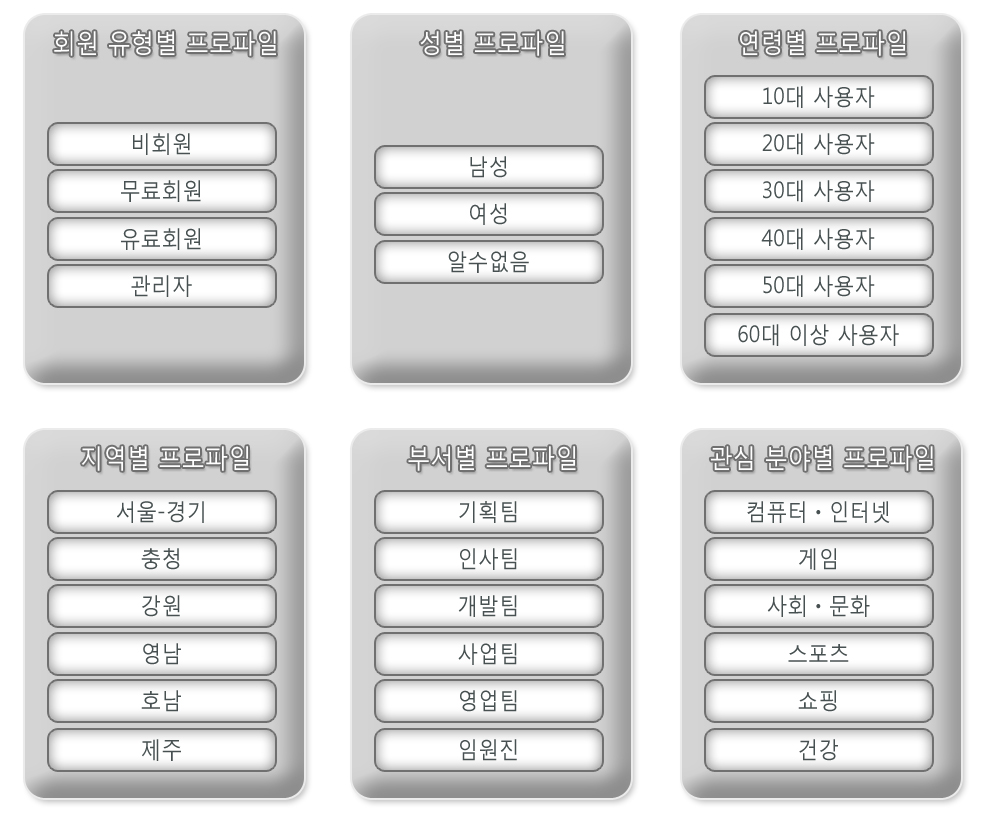 회원 유형별 프로파일
비회원
무료회원
유료회원
관리자
성별 프로파일
남성
여성
알수없음
연령별 프로파일
10대 사용자
20대 사용자
30대 사용자
40대 사용자
50대 사용자
60대 이상 사용자
지역별 프로파일
서울-경기
충청
강원
영남
호남
제주
부서별 프로파일
기획팀
인사팀
개발팀
사업팀
영업팀
임원진
관심 분야별 프로파일
컴퓨터・인터넷
게임
사회・문화
스포츠
쇼핑
건강